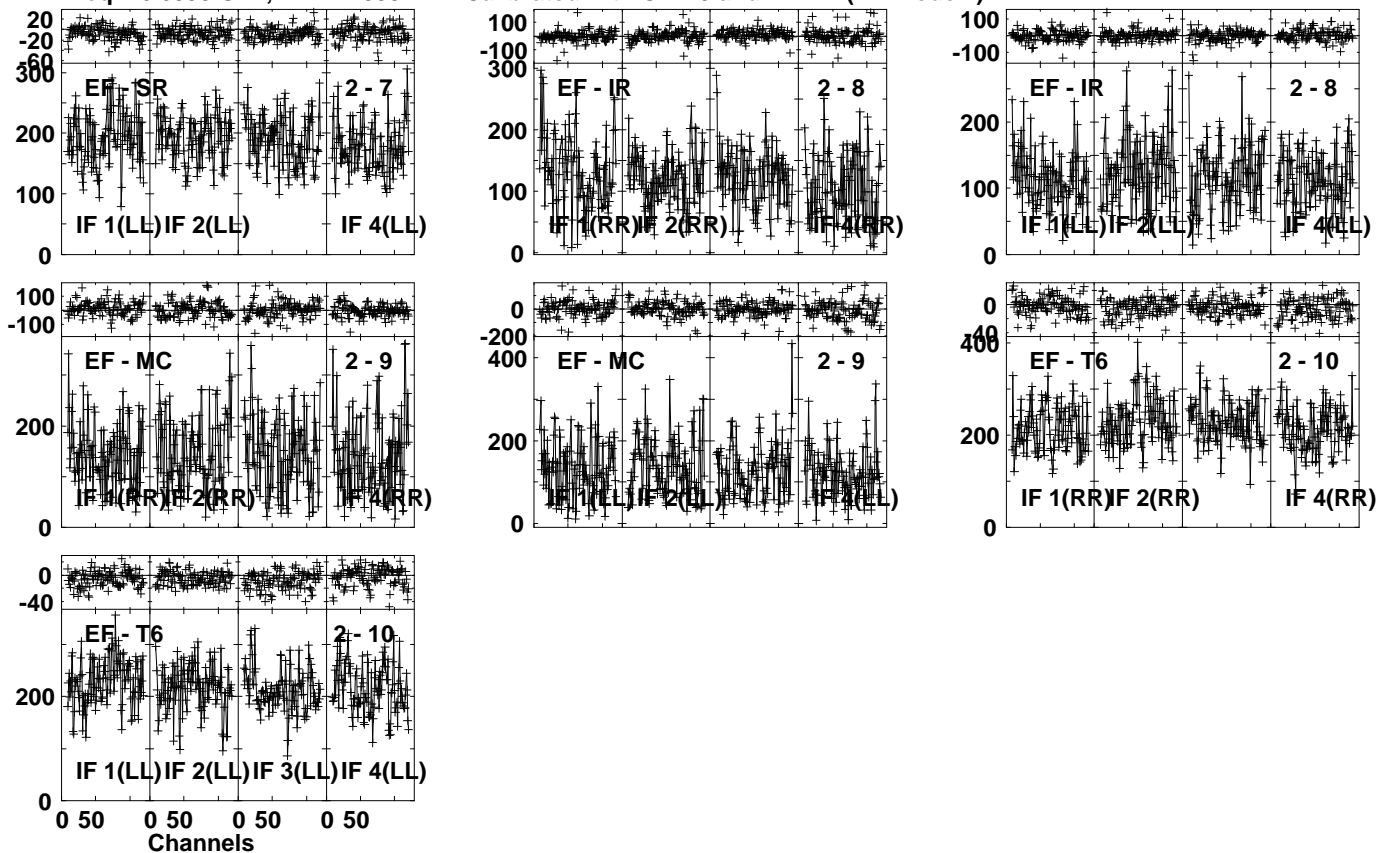 20
-20
-60
100
-100
100
-100
300
200
100
0
EF - SR
2 - 7
IF 1(LL)
IF 2(LL)
IF 4(LL)
300
200
100
0
EF - IR
2 - 8
IF 1(RR)
IF 2(RR)
IF 4(RR)
200
100
0
EF - IR
2 - 8
IF 1(LL)
IF 2(LL)
IF 4(LL)
100
-100
0
-200
0
-40
200
0
EF - MC
2 - 9
IF 1(RR)
IF 2(RR)
IF 4(RR)
400
200
0
EF - MC
2 - 9
IF 1(LL)
IF 2(LL)
IF 4(LL)
400
200
0
EF - T6
2 - 10
IF 1(RR)
IF 2(RR)
IF 4(RR)
0
-40
200
0
EF - T6
2 - 10
IF 1(LL)
IF 2(LL)
IF 3(LL)
IF 4(LL)
0 50 0 50 0 50 0 50
Channels